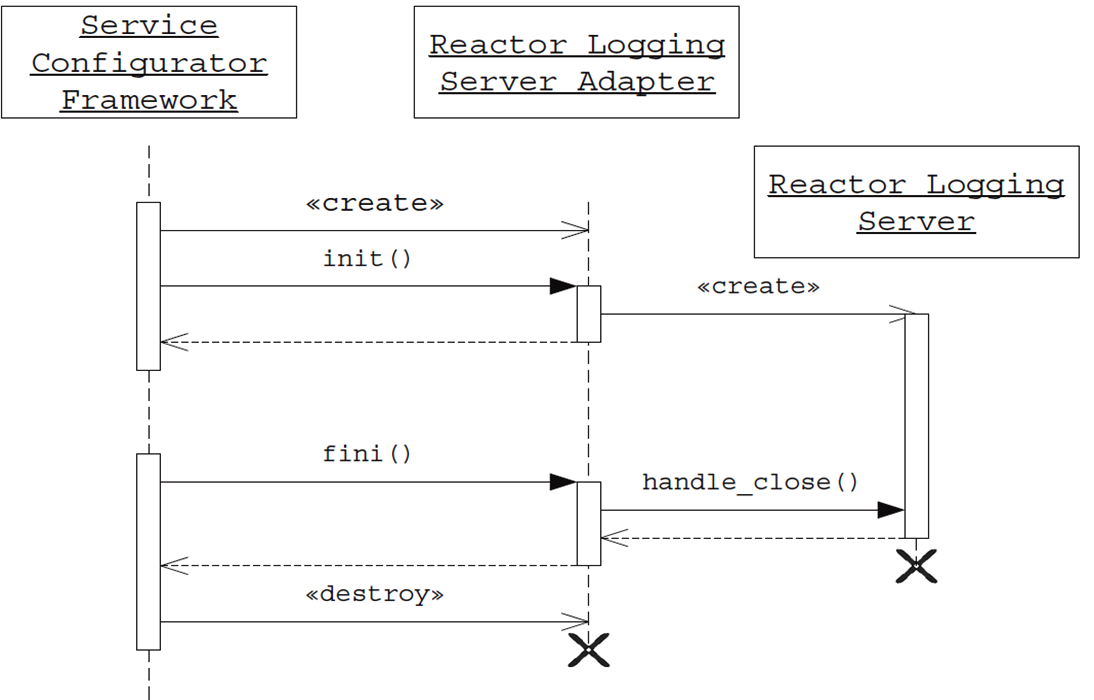 Service
Configurator
Framework
Reactor Logging
Server Adapter
Reactor Logging
Server
«create»
init()
«create»
fini()
handle_close()
«destroy»